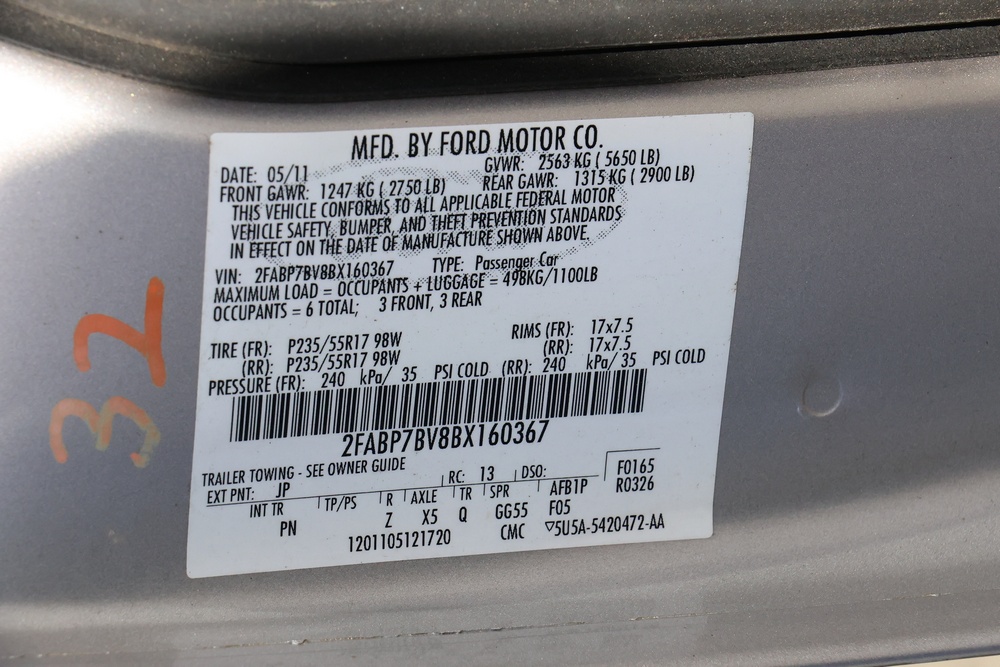 MFD. BY FORD MOTOR CO.
DATE: 05/11 GVWR: 2563 KG ( 5650 LB)
FRONT GAWR: 1247 KG ( 2750 LB) REAR GAWR: 1315 KG ( 2900 LB)
THIS VEHICLE CONFORMS TO ALL APPLICABLE FEDERAL MOTOR
VEHICLE SAFETY, BUMPER, AND THEFT PREVENTION STANDARDS
IN EFFECT ON THE DATE OF MANUFACTURE SHOWN ABOVE.
VIN: 2FABP7BV8BX160367 TYPE: Passenger Car
MAXIMUM LOAD = OCCUPANTS + LUGGAGE = 498KG/1100LB
OCCUPANTS = 6 TOTAL; 3 FRONT, 3 REAR
TIRE (FR): P235/55R17 98W RIMS (FR): 17x7.5
(RR): P235/55R17 98W (RR): 17x7.5
PRESSURE (FR): 240 kPa/ 35 PSI COLD (RR): 240 kPa/ 35 PSI COLD
2FABP7BV8BX160367
TRAILER TOWING - SEE OWNER GUIDE
EXT PNT: JP RC: 13 DSO: F0165
INT TR TP/PS R AXLE TR SPR AFB1P R0326
PN Z X5 Q GG55 F05
1201105121720 CMC ▽5U5A-5420472-AA
32